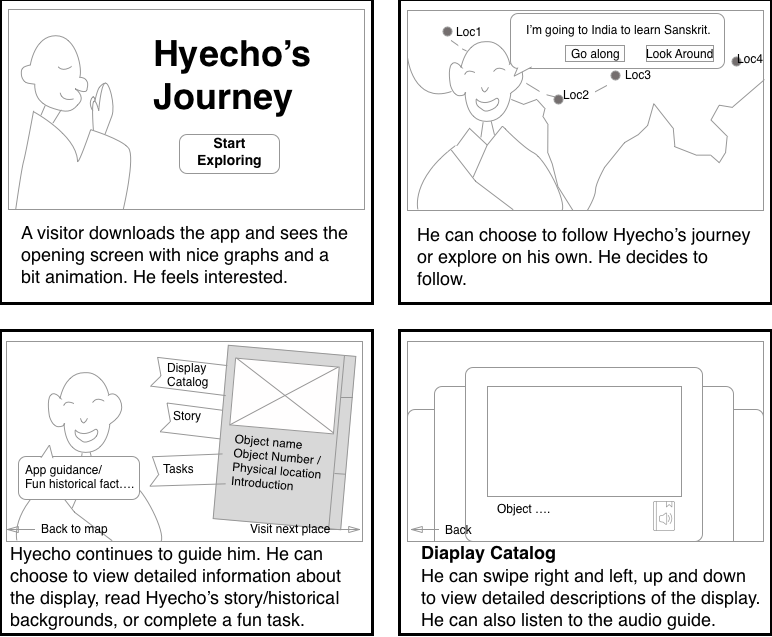 Hyecho's
Journey
Start
Exploring
A visitor downloads the app and sees the
opening screen with nice graphs and a
bit animation. He feels interested.
Loc1
I'm going to India to learn Sanskrit.
Go along
Look Around
Loc4
Loc3
Loc2
He can choose to follow Hyecho's journey
or explore on his own. He decides to
follow.
Display
Catalog
Story
Tasks
Object name
Object Number /
Physical location
Introduction
App guidance/
Fun historical fact....
Back to map
Visit next place
Hyecho continues to guide him. He can
choose to view detailed information about
the display, read Hyecho's story/historical
backgrounds, or complete a fun task.
Object ....
Back
Diaplay Catalog
He can swipe right and left, up and down
to view detailed descriptions of the display.
He can also listen to the audio guide.